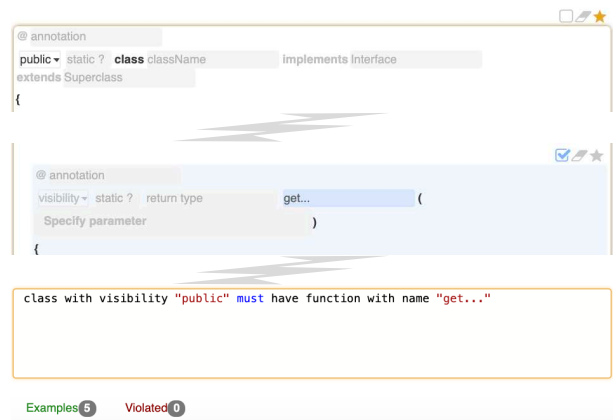 @ annotation
public static ? class className implements Interface
extends Superclass
{
@ annotation
visibility static ? return type get... (
Specify parameter )
{
class with visibility "public" must have function with name "get..."
Examples 5 Violated 0